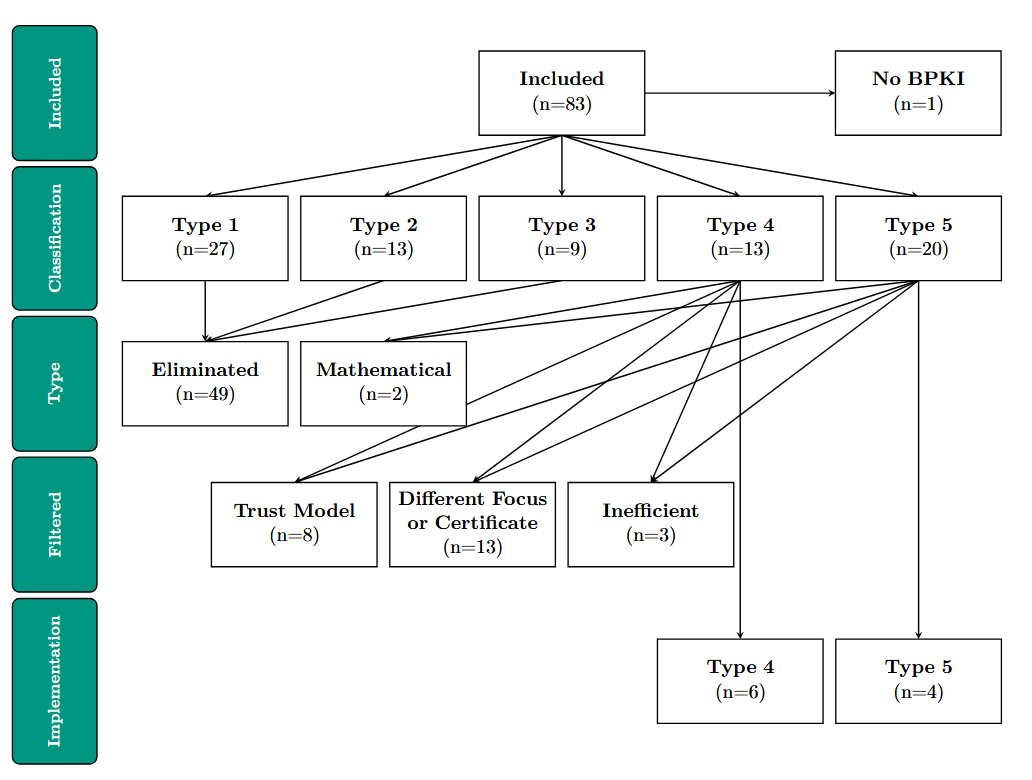 Included
Included
(n=83)
No BPKI
(n=1)
Classification
Type 1
(n=27)
Type 2
(n=13)
Type 3
(n=9)
Type 4
(n=13)
Type 5
(n=20)
Type
Eliminated
(n=49)
Mathematical
(n=2)
Filtered
Trust Model
(n=8)
Different Focus
or Certificate
(n=13)
Inefficient
(n=3)
Implementation
Type 4
(n=6)
Type 5
(n=4)